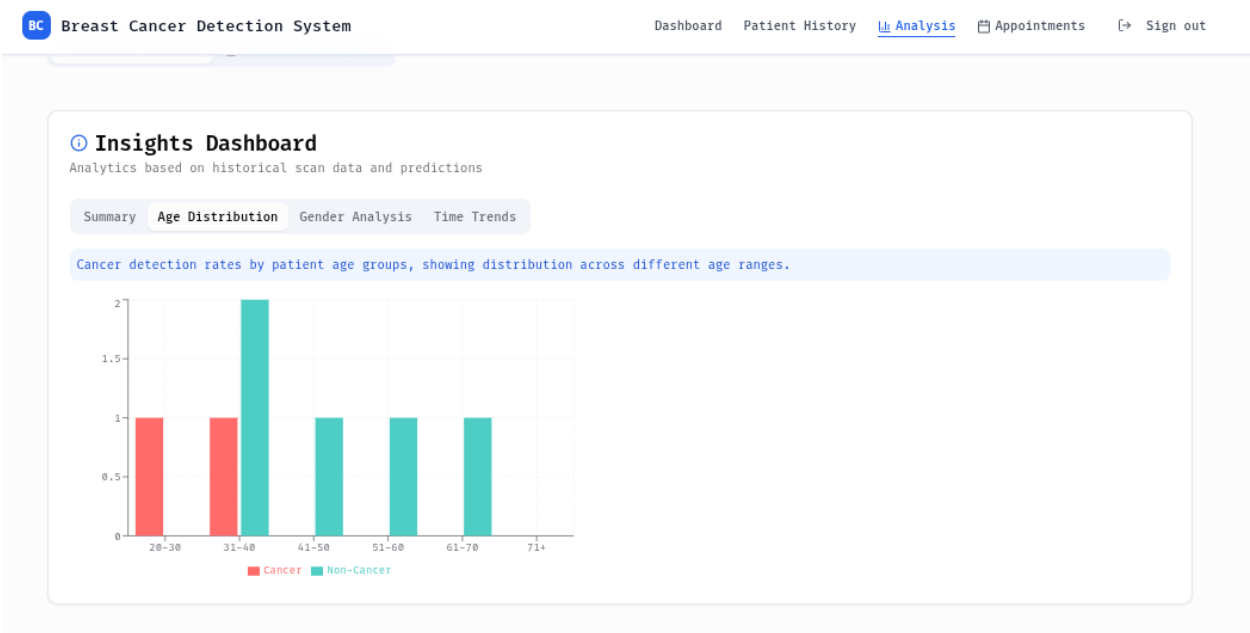 BC Breast Cancer Detection System Dashboard Patient History Analysis Appointments Sign out
Insights Dashboard
Analytics based on historical scan data and predictions
Summary Age Distribution Gender Analysis Time Trends
Cancer detection rates by patient age groups, showing distribution across different age ranges.
2
1.5
1
0.5
0
20-30 31-40 41-50 51-60 61-70 71+
Cancer Non-Cancer